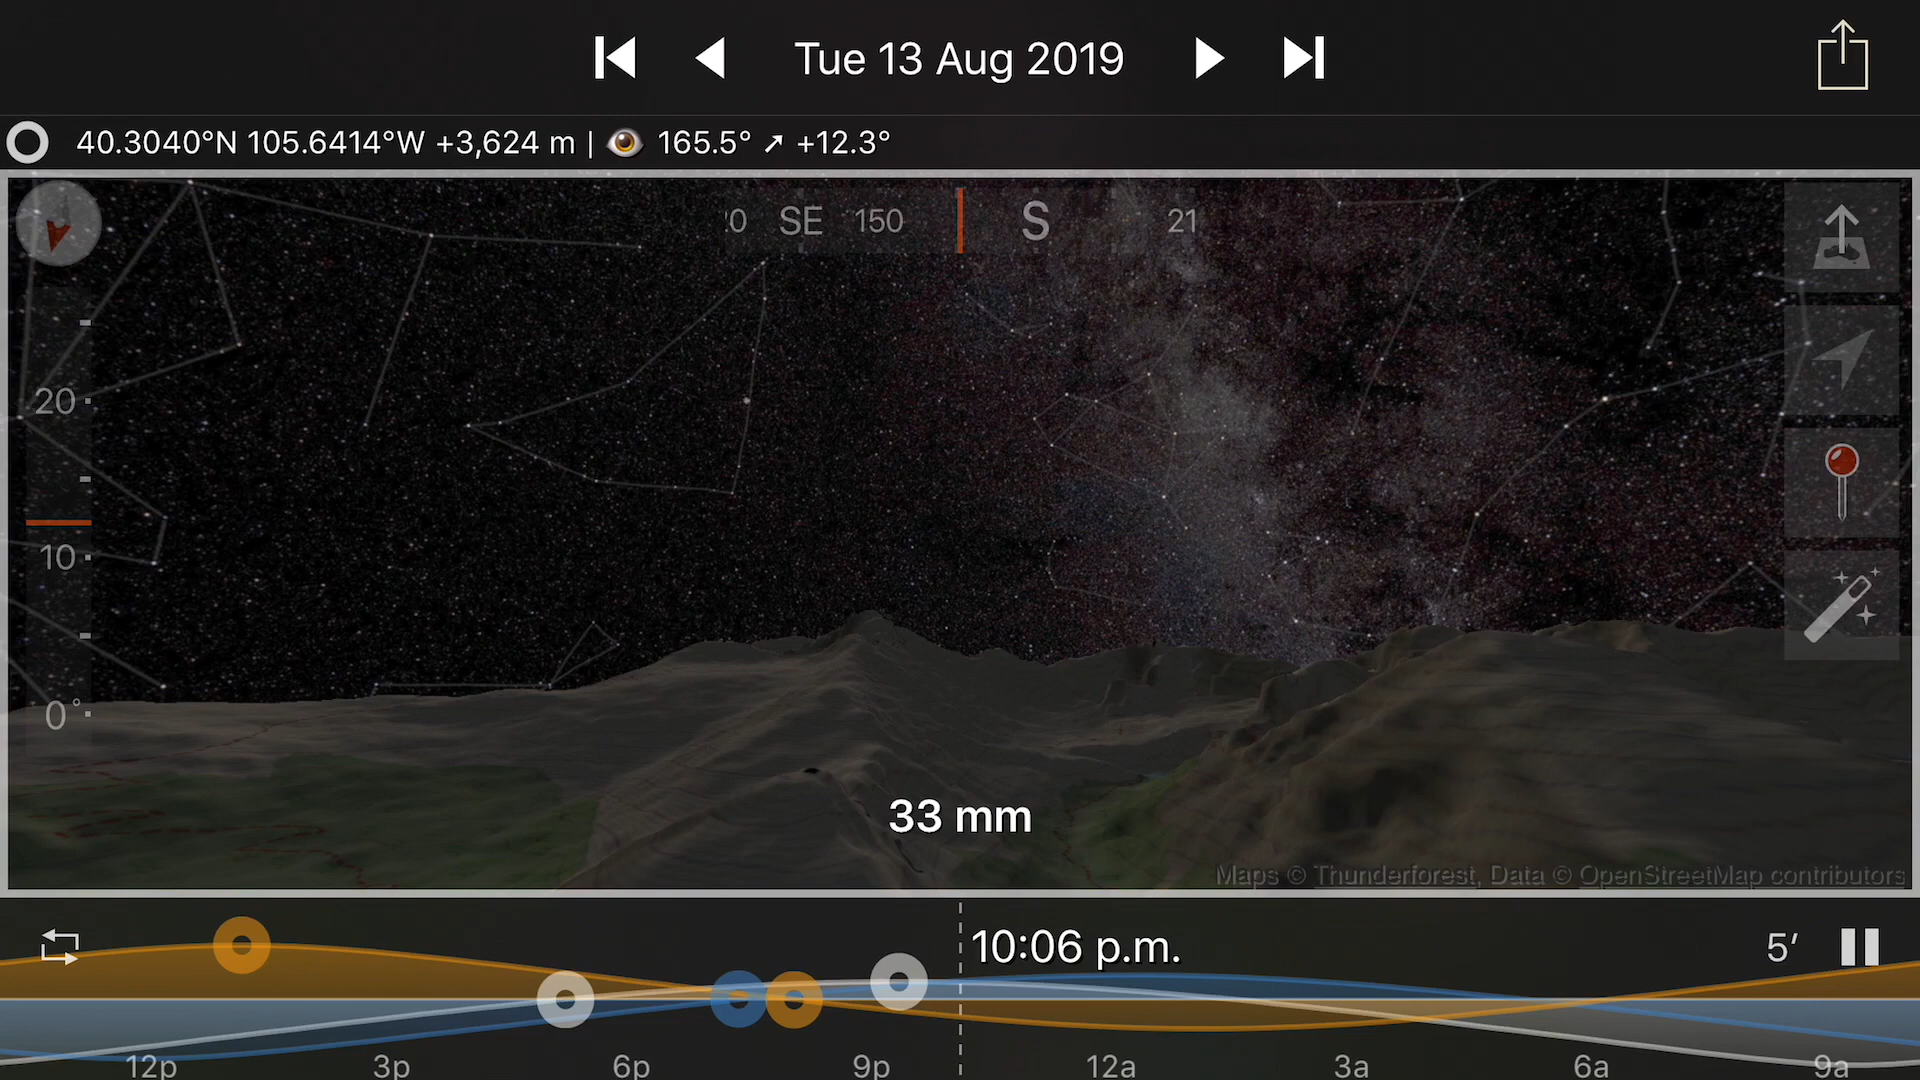 Tue 13 Aug 2019
40.3040°N 105.6414°W +3,624 m | 165.5° ➚ +12.3°
SE 150 S 21
20
10
0°
33 mm
Maps © Thunderforest, Data © OpenStreetMap contributors
10:06 p.m. 5′
12p 3p 6p 9p 12a 3a 6a 9a